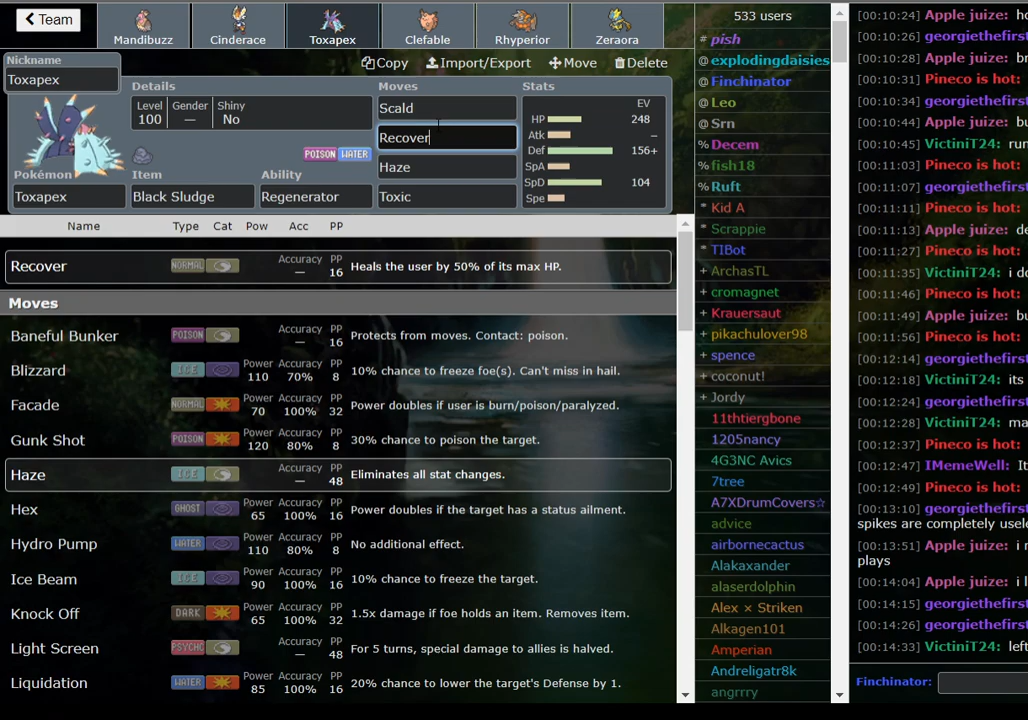 Team
Mandibuzz
Cinderace
Toxapex
Clefable
Rhyperior
Zeraora
Copy
Import/Export
Move
Delete
Nickname
Toxapex
Details
Level
100
Gender
—
Shiny
No
POISON WATER
Pokémon
Toxapex
Item
Black Sludge
Ability
Regenerator
Moves
Scald
Recover
Haze
Toxic
Stats
EV
HP 248
Atk –
Def 156+
SpA
SpD 104
Spe
Name Type Cat Pow Acc PP
Recover NORMAL Accuracy — PP 16 Heals the user by 50% of its max HP.
Moves
Baneful Bunker POISON Accuracy — PP 16 Protects from moves. Contact: poison.
Blizzard ICE Power 110 Accuracy 70% PP 8 10% chance to freeze foe(s). Can't miss in hail.
Facade NORMAL Power 70 Accuracy 100% PP 32 Power doubles if user is burn/poison/paralyzed.
Gunk Shot POISON Power 120 Accuracy 80% PP 8 30% chance to poison the target.
Haze ICE Accuracy — PP 48 Eliminates all stat changes.
Hex GHOST Power 65 Accuracy 100% PP 16 Power doubles if the target has a status ailment.
Hydro Pump WATER Power 110 Accuracy 80% PP 8 No additional effect.
Ice Beam ICE Power 90 Accuracy 100% PP 16 10% chance to freeze the target.
Knock Off DARK Power 65 Accuracy 100% PP 32 1.5x damage if foe holds an item. Removes item.
Light Screen PSYCHC Accuracy — PP 48 For 5 turns, special damage to allies is halved.
Liquidation WATER Power 85 Accuracy 100% PP 16 20% chance to lower the target's Defense by 1.
533 users
# pish
@ explodingdaisies
@ Finchinator
@ Leo
@ Srn
% Decem
% fish18
% Ruft
* Kid A
* Scrappie
* TIBot
+ ArchasTL
+ cromagnet
+ Krauersaut
+ pikachulover98
+ spence
+ coconut!
+ Jordy
11thtiergbone
1205nancy
4G3NC Avics
7tree
A7XDrumCovers☆
advice
airbornecactus
Alakaxander
alaserdolphin
Alex × Striken
Alkagen101
Amperian
Andreligatr8k
angrrry
[00:10:24] Apple juize: ho
[00:10:26] georgiethefirst
[00:10:28] Apple juize: br
[00:10:31] Pineco is hot:
[00:10:34] georgiethefirst
[00:10:44] Apple juize: bu
[00:10:45] VictiniT24: run
[00:11:03] Pineco is hot:
[00:11:07] georgiethefirst
[00:11:11] Pineco is hot:
[00:11:13] Apple juize: de
[00:11:27] Pineco is hot:
[00:11:35] VictiniT24: i do
[00:11:46] Pineco is hot:
[00:11:49] Apple juize: bu
[00:11:56] Pineco is hot:
[00:12:14] georgiethefirst
[00:12:18] VictiniT24: its
[00:12:24] georgiethefirst
[00:12:28] VictiniT24: ma
[00:12:37] Pineco is hot:
[00:12:47] IMemeWell: It
[00:12:49] Pineco is hot:
[00:13:10] georgiethefirst
spikes are completely usele
[00:13:51] Apple juize: i r
plays
[00:14:04] Apple juize: i l
[00:14:15] georgiethefirst
[00:14:26] georgiethefirst
[00:14:33] VictiniT24: left
Finchinator: